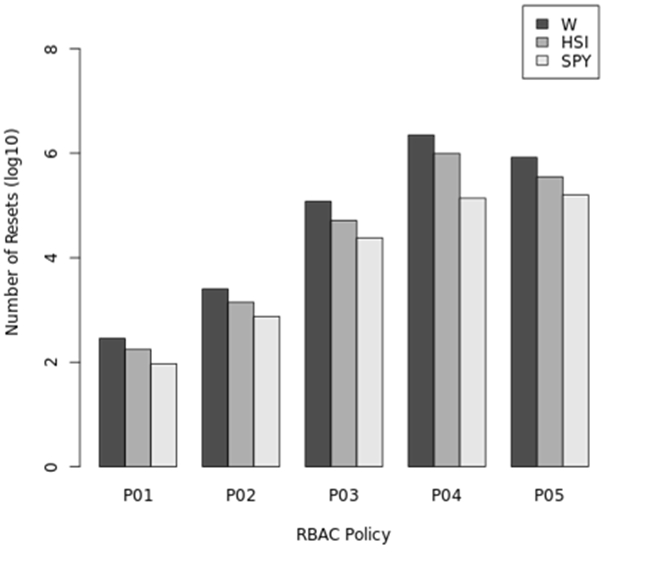 W
HSI
SPY
Number of Resets (log10)
8
6
4
2
0
P01 P02 P03 P04 P05
RBAC Policy